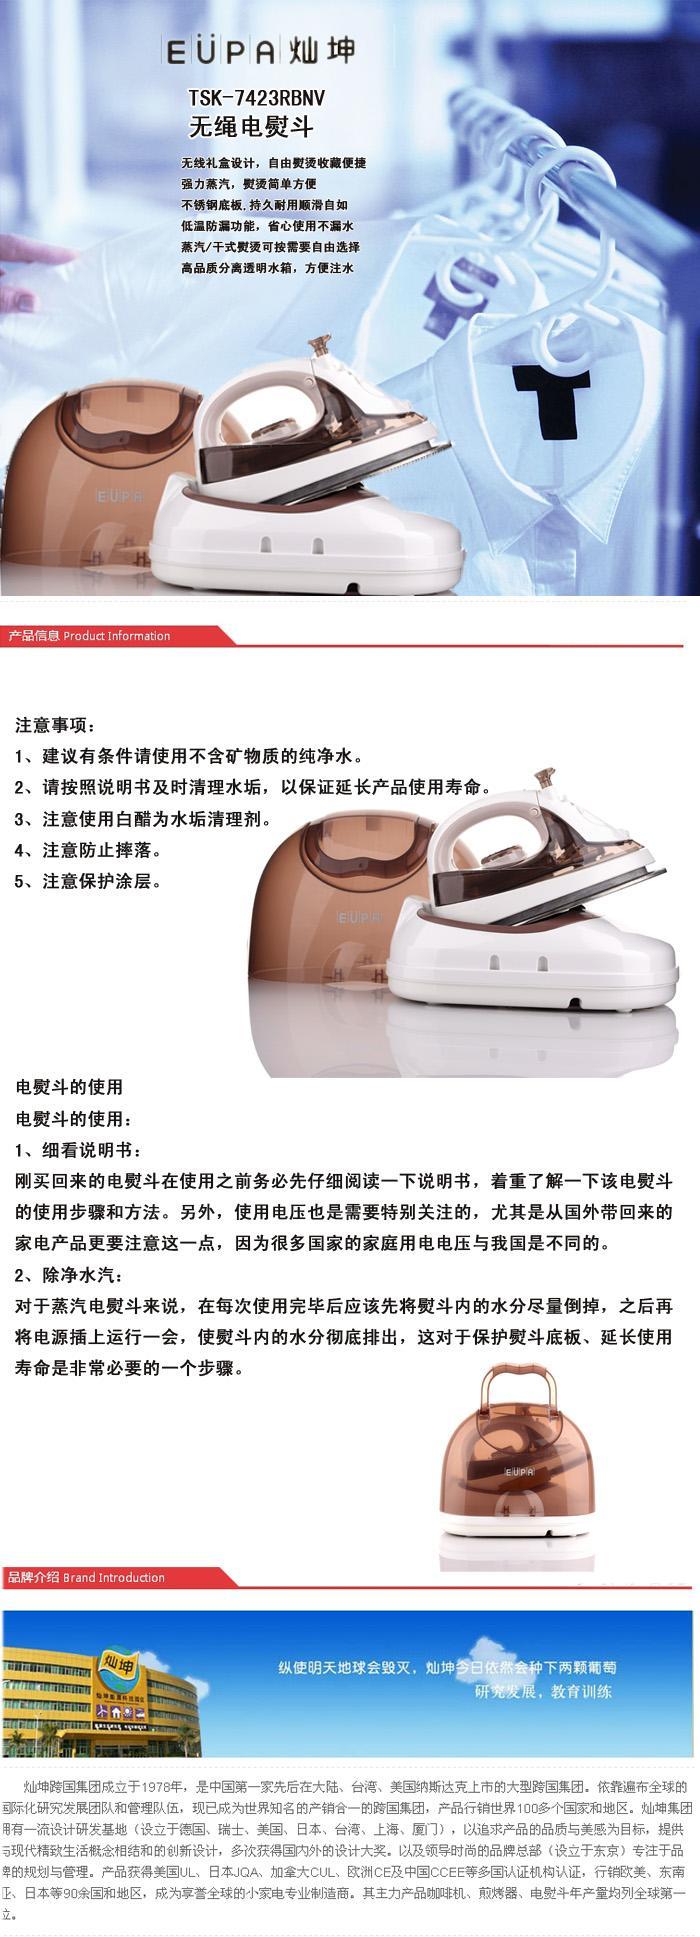 EUPA 灿坤
TSK-7423RBNV
无绳电熨斗
无线礼盒设计，自由熨烫收藏便捷
强力蒸汽，熨烫简单方便
不锈钢底板,持久耐用顺滑自如
低温防漏功能，省心使用不漏水
蒸汽/干式熨烫可按需要自由选择
高品质分离透明水箱，方便注水
EUPA
产品信息 Product Information
注意事项：
1、建议有条件请使用不含矿物质的纯净水。
2、请按照说明书及时清理水垢，以保证延长产品使用寿命。
3、注意使用白醋为水垢清理剂。
4、注意防止摔落。
5、注意保护涂层。
EUPA
电熨斗的使用
电熨斗的使用：
1、细看说明书：
刚买回来的电熨斗在使用之前务必先仔细阅读一下说明书，着重了解一下该电熨斗
的使用步骤和方法。另外，使用电压也是需要特别关注的，尤其是从国外带回来的
家电产品更要注意这一点，因为很多国家的家庭用电电压与我国是不同的。
2、除净水汽：
对于蒸汽电熨斗来说，在每次使用完毕后应该先将熨斗内的水分尽量倒掉，之后再
将电源插上运行一会，使熨斗内的水分彻底排出，这对于保护熨斗底板、延长使用
寿命是非常必要的一个步骤。
EUPA
品牌介绍 Brand Introduction
灿坤
纵使明天地球会毁灭，灿坤今日依然会种下两颗葡萄
研究发展，教育训练
灿坤跨国集团成立于1978年，是中国第一家先后在大陆、台湾、美国纳斯达克上市的大型跨国集团。依靠遍布全球的
国际化研究发展团队和管理队伍，现已成为世界知名的产销合一的跨国集团，产品行销世界100多个国家和地区。灿坤集团
拥有一流设计研发基地（设立于德国、瑞士、美国、日本、台湾、上海、厦门），以追求产品的品质与美感为目标，提供
与现代精致生活概念相结和的创新设计，多次获得国内外的设计大奖。以及领导时尚的品牌总部（设立于东京）专注于品
牌的规划与管理。产品获得美国UL、日本JQA、加拿大CUL、欧洲CE及中国CCEE等多国认证机构认证，行销欧美、东南
亚、日本等90余国和地区，成为享誉全球的小家电专业制造商。其主力产品咖啡机、煎烤器、电熨斗年产量均列全球第一
位。